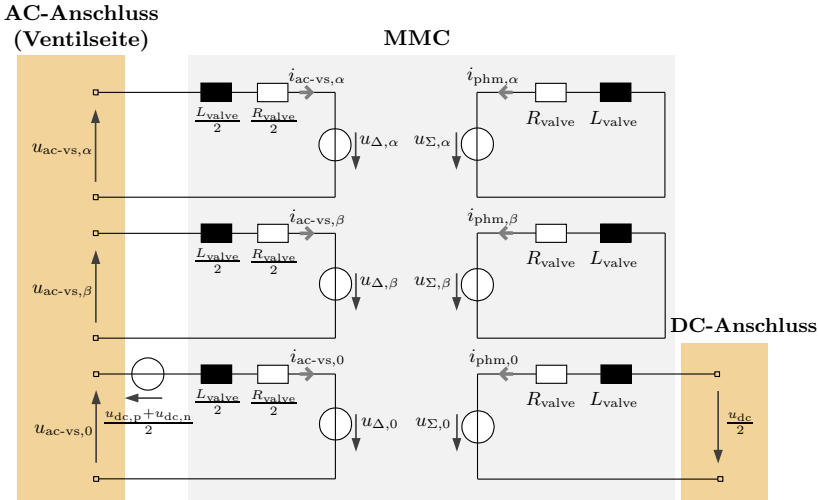 AC-Anschluss
(Ventilseite)
MMC
i_ac-vs,α
i_phm,α
L_valve/2
R_valve/2
R_valve
L_valve
u_ac-vs,α
u_Δ,α
u_Σ,α
i_ac-vs,β
i_phm,β
L_valve/2
R_valve/2
R_valve
L_valve
u_ac-vs,β
u_Δ,β
u_Σ,β
DC-Anschluss
i_ac-vs,0
i_phm,0
L_valve/2
R_valve/2
R_valve
L_valve
u_ac-vs,0
u_dc,p+u_dc,n/2
u_Δ,0
u_Σ,0
u_dc/2